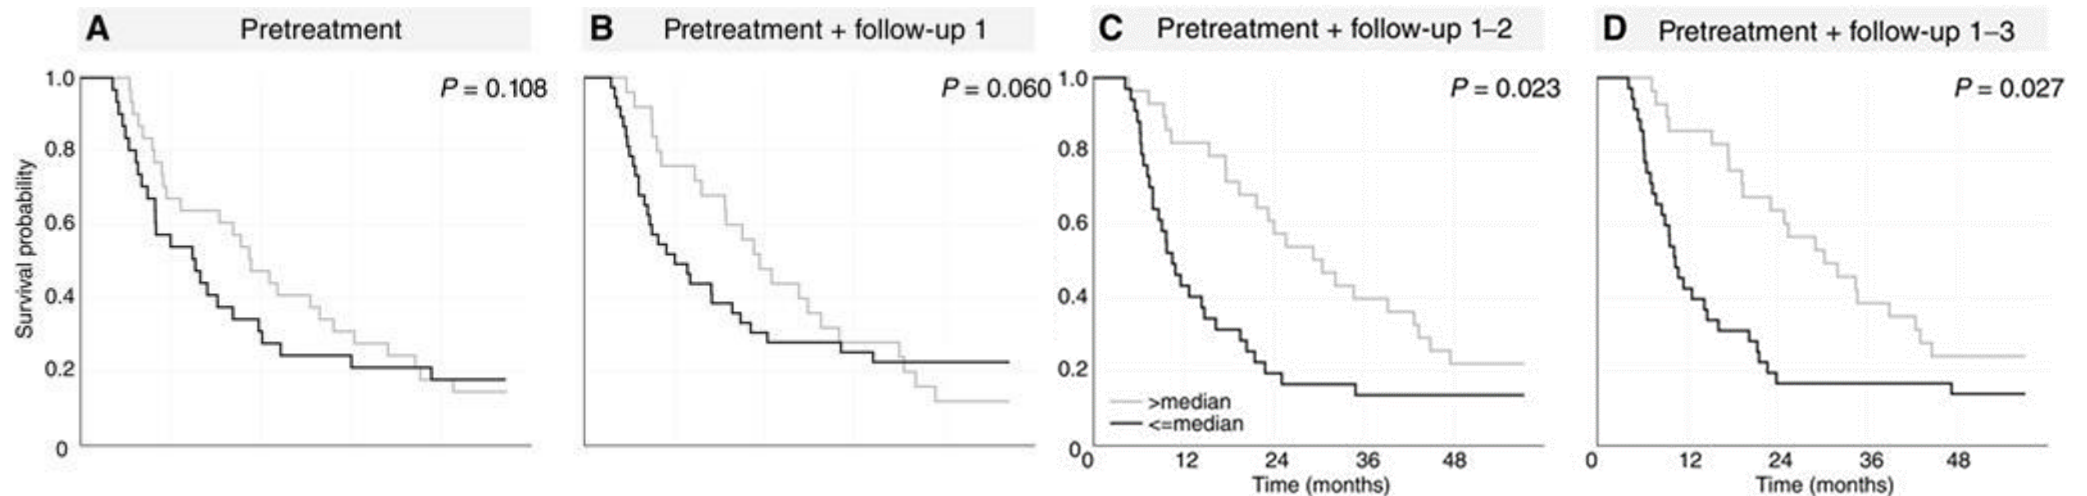 A Pretreatment
B Pretreatment + follow-up 1
C Pretreatment + follow-up 1–2
D Pretreatment + follow-up 1–3
Survival probability
1.0
0.8
0.6
0.4
0.2
0
P = 0.108
P = 0.060
1.0
0.8
0.6
0.4
0.2
0
P = 0.023
>median
<=median
0 12 24 36 48
Time (months)
P = 0.027
0 12 24 36 48
Time (months)